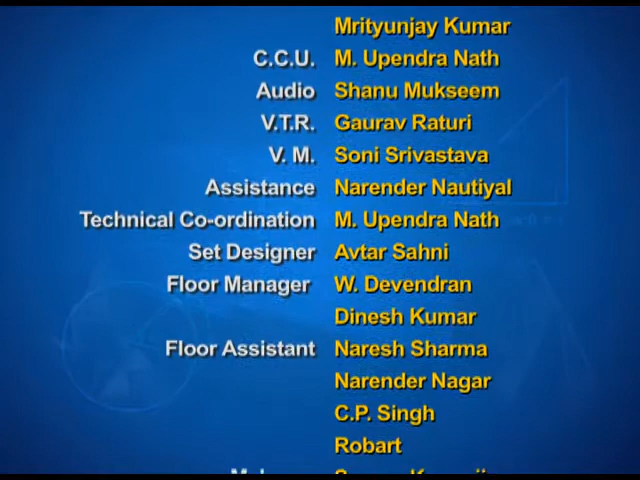 Mrityunjay Kumar
C.C.U. M. Upendra Nath
Audio Shanu Mukseem
V.T.R. Gaurav Raturi
V. M. Soni Srivastava
Assistance Narender Nautiyal
Technical Co-ordination M. Upendra Nath
Set Designer Avtar Sahni
Floor Manager W. Devendran
Dinesh Kumar
Floor Assistant Naresh Sharma
Narender Nagar
C.P. Singh
Robart